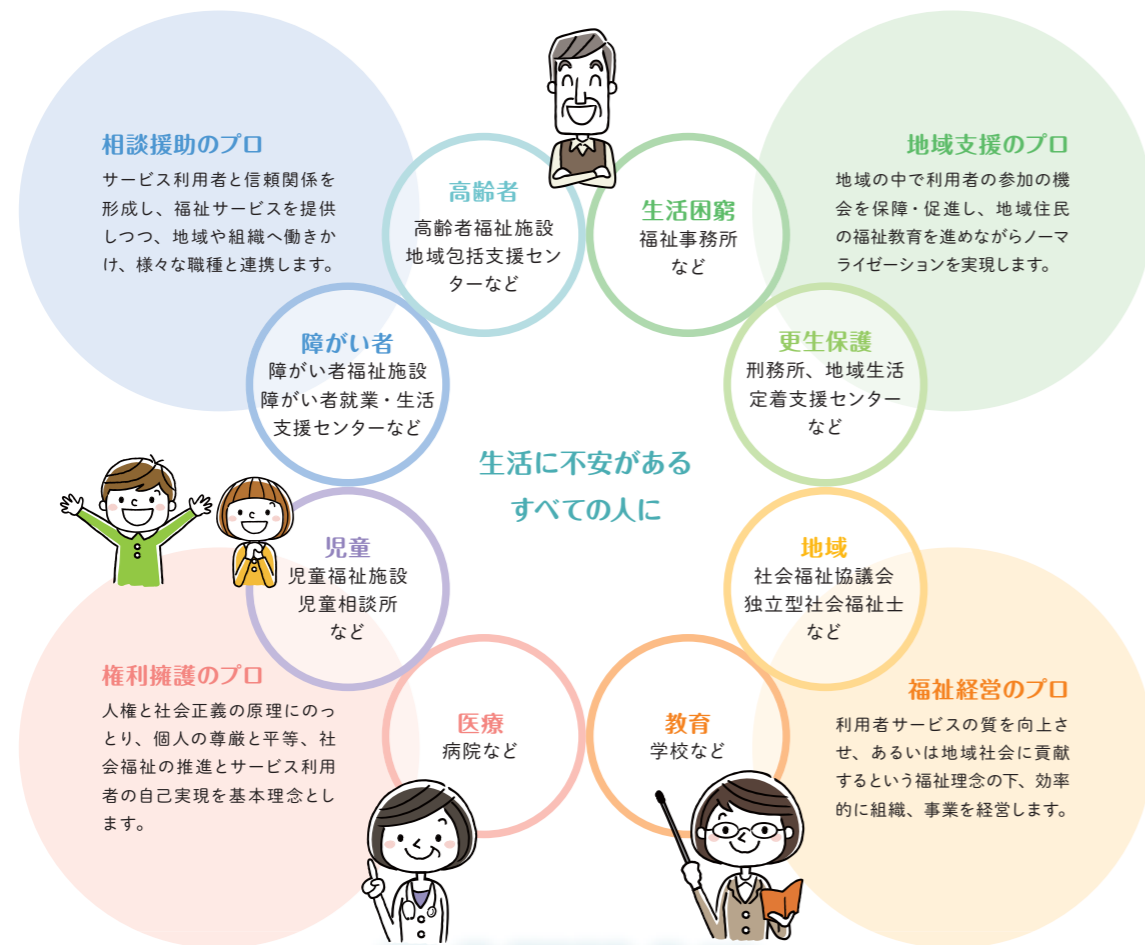 相談援助のプロ
サービス利用者と信頼関係を
形成し、福祉サービスを提供
しつつ、地域や組織へ働きか
け、様々な職種と連携します。
高齢者
高齢者福祉施設
地域包括支援セン
ターなど
生活困窮
福祉事務所
など
地域支援のプロ
地域の中で利用者の参加の機
会を保障・促進し、地域住民
の福祉教育を進めながらノーマ
ライゼーションを実現します。
障がい者
障がい者福祉施設
障がい者就業・生活
支援センターなど
更生保護
刑務所、地域生活
定着支援センター
など
生活に不安がある
すべての人に
児童
児童福祉施設
児童相談所
など
地域
社会福祉協議会
独立型社会福祉士
など
権利擁護のプロ
人権と社会正義の原理にのっ
とり、個人の尊厳と平等、社
会福祉の推進とサービス利用
者の自己実現を基本理念とし
ます。
医療
病院など
教育
学校など
福祉経営のプロ
利用者サービスの質を向上さ
せ、あるいは地域社会に貢献
するという福祉理念の下、効率
的に組織、事業を経営します。